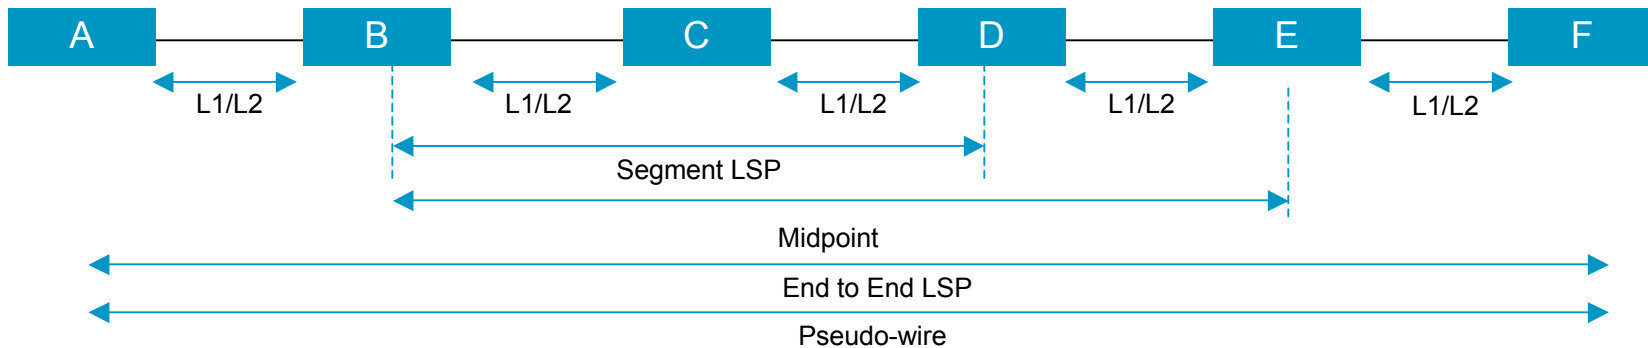 A B C D E F
L1/L2 L1/L2 L1/L2 L1/L2 L1/L2
Segment LSP
Midpoint
End to End LSP
Pseudo-wire